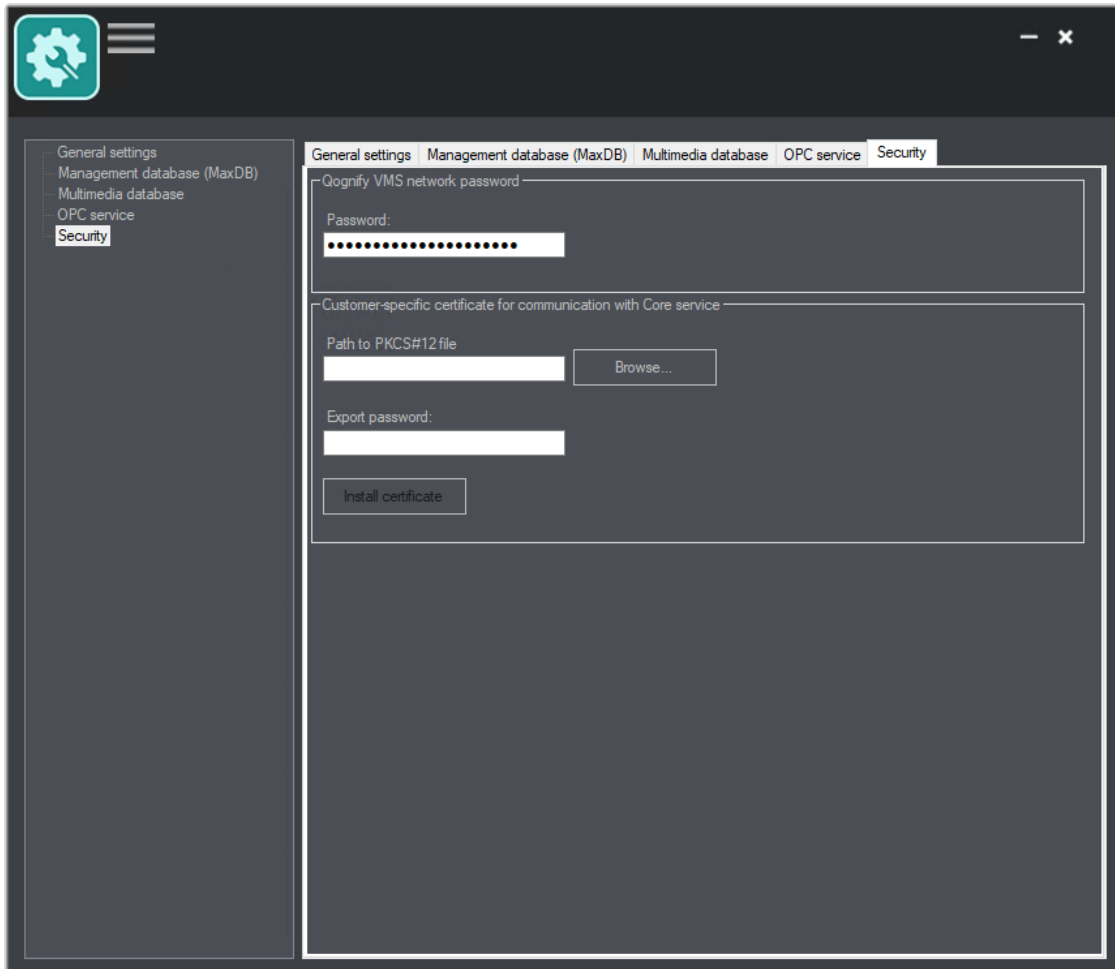 General settings
Management database (MaxDB)
Multimedia database
OPC service
Security
General settings Management database (MaxDB) Multimedia database OPC service Security
Qognify VMS network password
Password:
●●●●●●●●●●●●●●●●●●●●●
Customer-specific certificate for communication with Core service
Path to PKCS#12 file
Browse...
Export password:
Install certificate